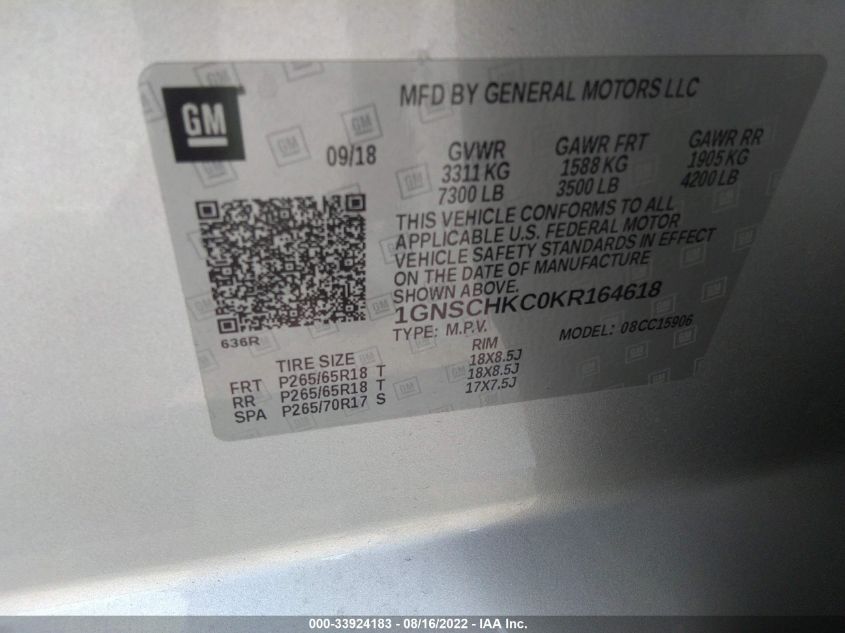 GM
MFD BY GENERAL MOTORS LLC
09/18
GVWR
3311 KG
7300 LB
GAWR FRT
1588 KG
3500 LB
GAWR RR
1905 KG
4200 LB
THIS VEHICLE CONFORMS TO ALL
APPLICABLE U.S. FEDERAL MOTOR
VEHICLE SAFETY STANDARDS IN EFFECT
ON THE DATE OF MANUFACTURE
SHOWN ABOVE.
1GNSCHKC0KR164618
TYPE: M.P.V. MODEL: 08CC15906
636R
TIRE SIZE RIM
FRT P265/65R18 T 18X8.5J
RR P265/65R18 T 18X8.5J
SPA P265/70R17 S 17X7.5J
000-33924183 - 08/16/2022 - IAA Inc.